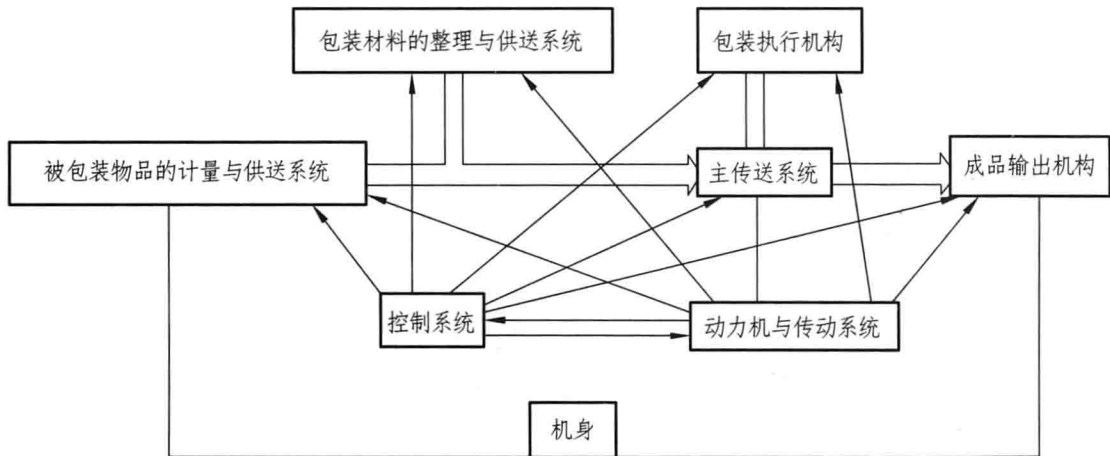 包装材料的整理与供送系统
包装执行机构
被包装物品的计量与供送系统
主传送系统
成品输出机构
控制系统
动力机与传动系统
机身